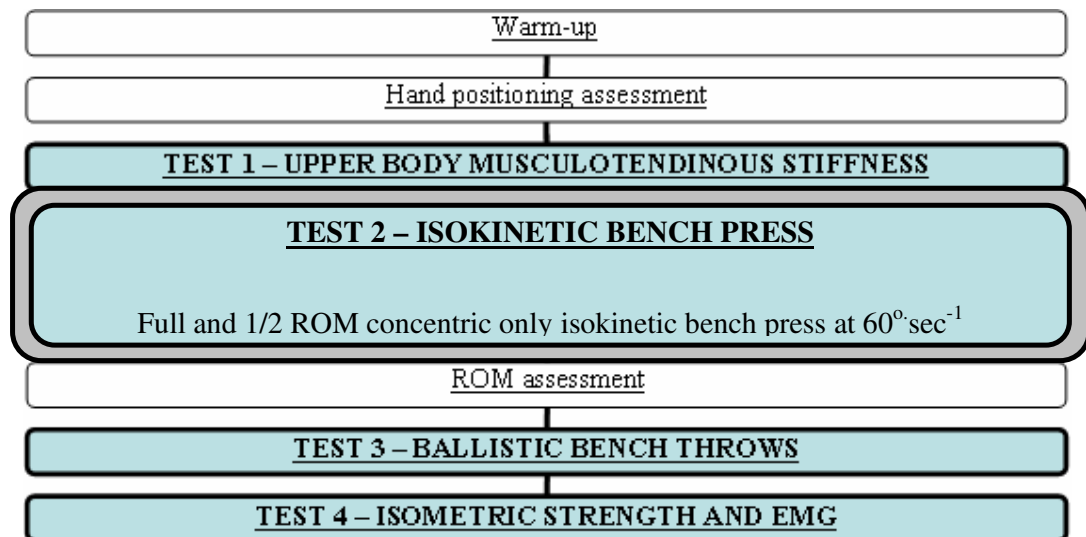 Warm-up
Hand positioning assessment
TEST 1 – UPPER BODY MUSCULOTENDINOUS STIFFNESS
TEST 2 – ISOKINETIC BENCH PRESS
Full and 1/2 ROM concentric only isokinetic bench press at 60º·sec⁻¹
ROM assessment
TEST 3 – BALLISTIC BENCH THROWS
TEST 4 – ISOMETRIC STRENGTH AND EMG